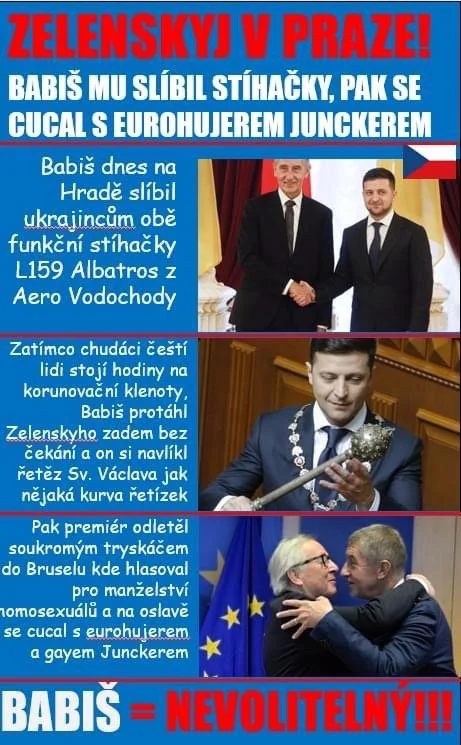 ZELENSKYJ V PRAZE!
BABIŠ MU SLÍBIL STÍHAČKY, PAK SE
CUCAL S EUROHUJEREM JUNCKEREM
Babiš dnes na
Hradě slíbil
ukrajincům obě
funkční stíhačky
L159 Albatros z
Aero Vodochody
Zatímco chudáci čeští
lidi stojí hodiny na
korunovační klenoty,
Babiš protáhl
Zelenskyho zadem bez
čekání a on si navlíkl
řetěz Sv. Václava jak
nějaká kurva řetízek
Pak premiér odletěl
soukromým tryskáčem
do Bruselu kde hlasoval
pro manželství
homosexuálů a na oslavě
se cucal s eurohujerem
a gayem Junckerem
BABIŠ = NEVOLITELNÝ!!!